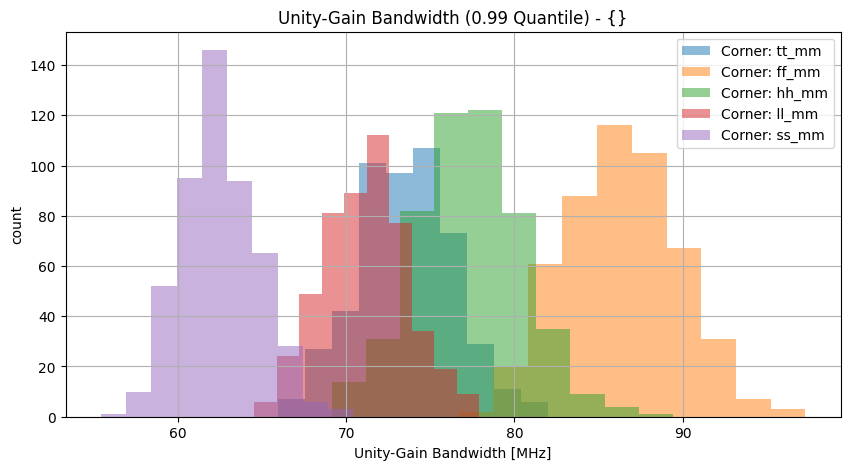 Unity-Gain Bandwidth (0.99 Quantile) - {}
Corner: tt_mm
Corner: ff_mm
Corner: hh_mm
Corner: ll_mm
Corner: ss_mm
count
140
120
100
80
60
40
20
0
60
70
80
90
Unity-Gain Bandwidth [MHz]